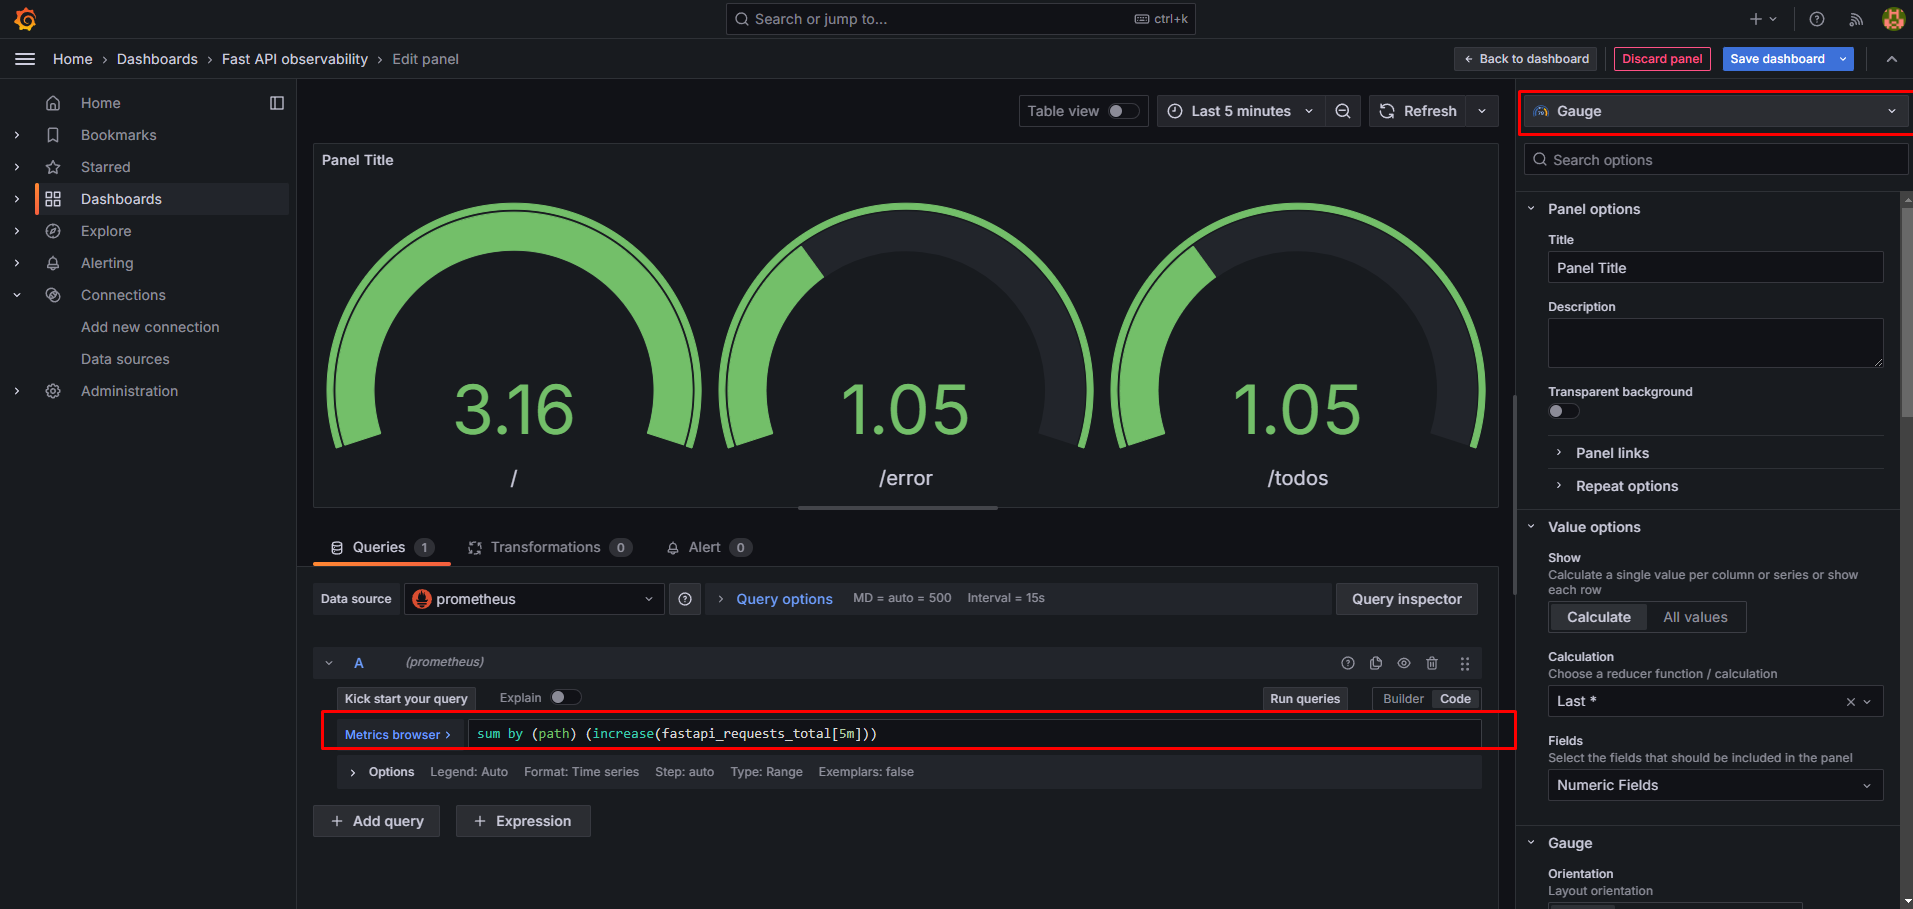 Search or jump to...
ctrl+k
Home › Dashboards › Fast API observability › Edit panel
Back to dashboard
Discard panel
Save dashboard
Home
Bookmarks
Starred
Dashboards
Explore
Alerting
Connections
Add new connection
Data sources
Administration
Table view
Last 5 minutes
Refresh
Panel Title
3.16
/
1.05
/error
1.05
/todos
Queries 1
Transformations 0
Alert 0
Data source
prometheus
Query options
MD = auto = 500
Interval = 15s
Query inspector
A
(prometheus)
Kick start your query
Explain
Run queries
Builder
Code
Metrics browser >
sum by (path) (increase(fastapi_requests_total[5m]))
Options
Legend: Auto
Format: Time series
Step: auto
Type: Range
Exemplars: false
+ Add query
+ Expression
Gauge
Search options
Panel options
Title
Panel Title
Description
Transparent background
Panel links
Repeat options
Value options
Show
Calculate a single value per column or series or show
each row
Calculate
All values
Calculation
Choose a reducer function / calculation
Last *
Fields
Select the fields that should be included in the panel
Numeric Fields
Gauge
Orientation
Layout orientation